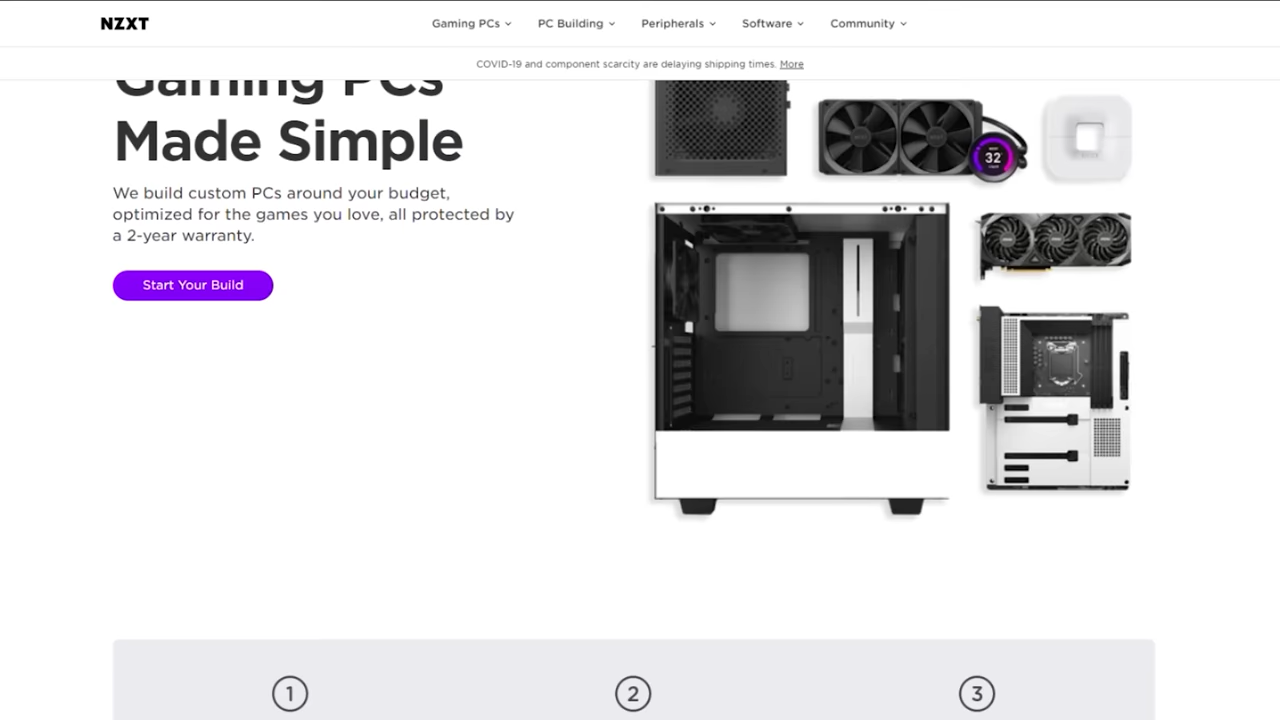 NZXT
Gaming PCs
PC Building
Peripherals
Software
Community
COVID-19 and component scarcity are delaying shipping times. More
Gaming PCs
Made Simple
We build custom PCs around your budget,
optimized for the games you love, all protected by
a 2-year warranty.
Start Your Build
32
1
2
3